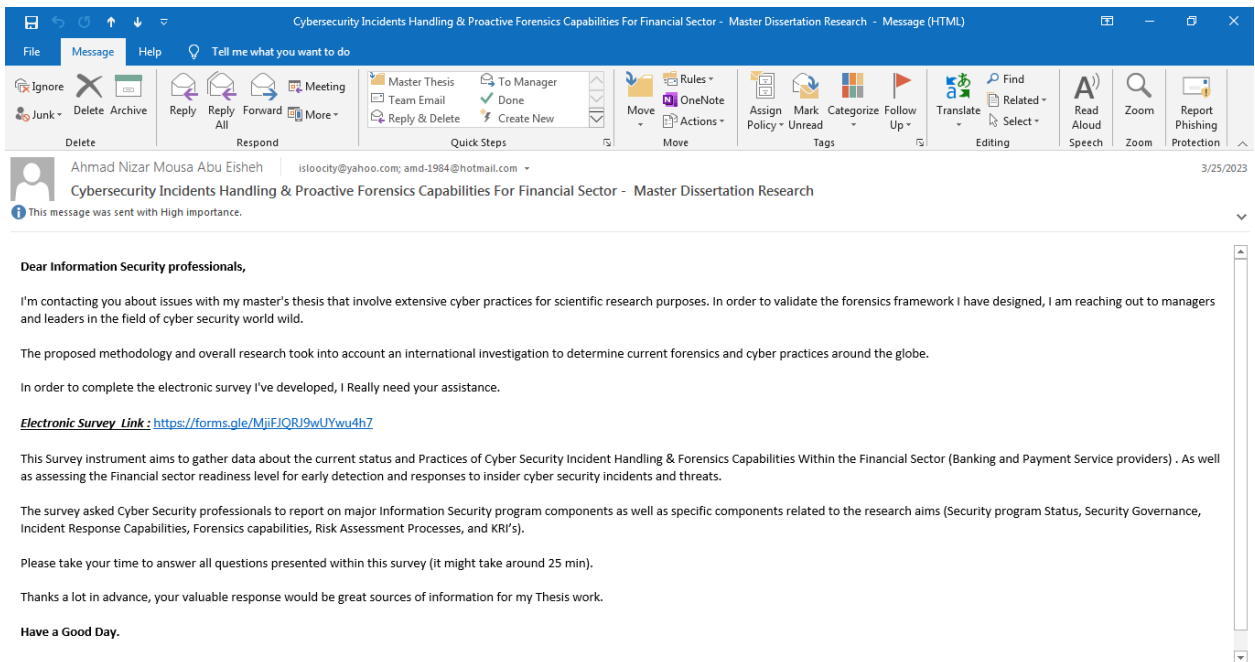 Cybersecurity Incidents Handling & Proactive Forensics Capabilities For Financial Sector - Master Dissertation Research - Message (HTML)
File Message Help Tell me what you want to do
Ignore
Junk
Delete
Archive
Reply
Reply All
Forward
Meeting
More
Master Thesis
Team Email
Reply & Delete
To Manager
Done
Create New
Move
Rules
OneNote
Actions
Assign Policy
Mark Unread
Categorize
Follow Up
Translate
Find
Related
Select
Read Aloud
Zoom
Report Phishing
Delete Respond Quick Steps Move Tags Editing Speech Zoom Protection
Ahmad Nizar Mousa Abu Eisheh isloocity@yahoo.com; amd-1984@hotmail.com 3/25/2023
Cybersecurity Incidents Handling & Proactive Forensics Capabilities For Financial Sector - Master Dissertation Research
This message was sent with High importance.
Dear Information Security professionals,
I'm contacting you about issues with my master's thesis that involve extensive cyber practices for scientific research purposes. In order to validate the forensics framework I have designed, I am reaching out to managers
and leaders in the field of cyber security world wild.
The proposed methodology and overall research took into account an international investigation to determine current forensics and cyber practices around the globe.
In order to complete the electronic survey I've developed, I Really need your assistance.
Electronic Survey Link : https://forms.gle/MjiFJQRJ9wUYwu4h7
This Survey instrument aims to gather data about the current status and Practices of Cyber Security Incident Handling & Forensics Capabilities Within the Financial Sector (Banking and Payment Service providers) . As well
as assessing the Financial sector readiness level for early detection and responses to insider cyber security incidents and threats.
The survey asked Cyber Security professionals to report on major Information Security program components as well as specific components related to the research aims (Security program Status, Security Governance,
Incident Response Capabilities, Forensics capabilities, Risk Assessment Processes, and KRI's).
Please take your time to answer all questions presented within this survey (it might take around 25 min).
Thanks a lot in advance, your valuable response would be great sources of information for my Thesis work.
Have a Good Day.